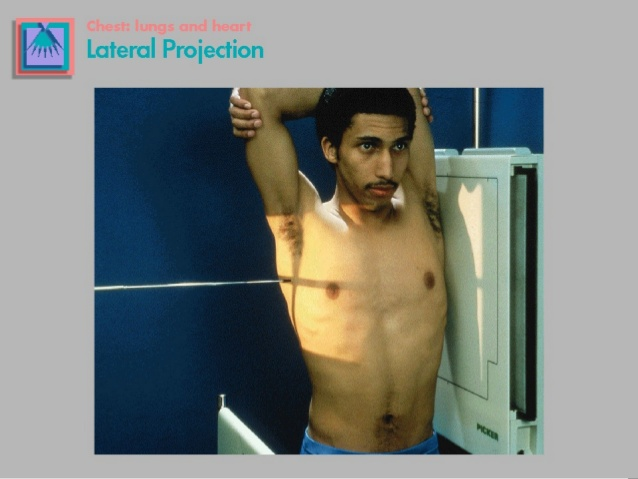 Chest: lungs and heart
Lateral Projection
PICKER